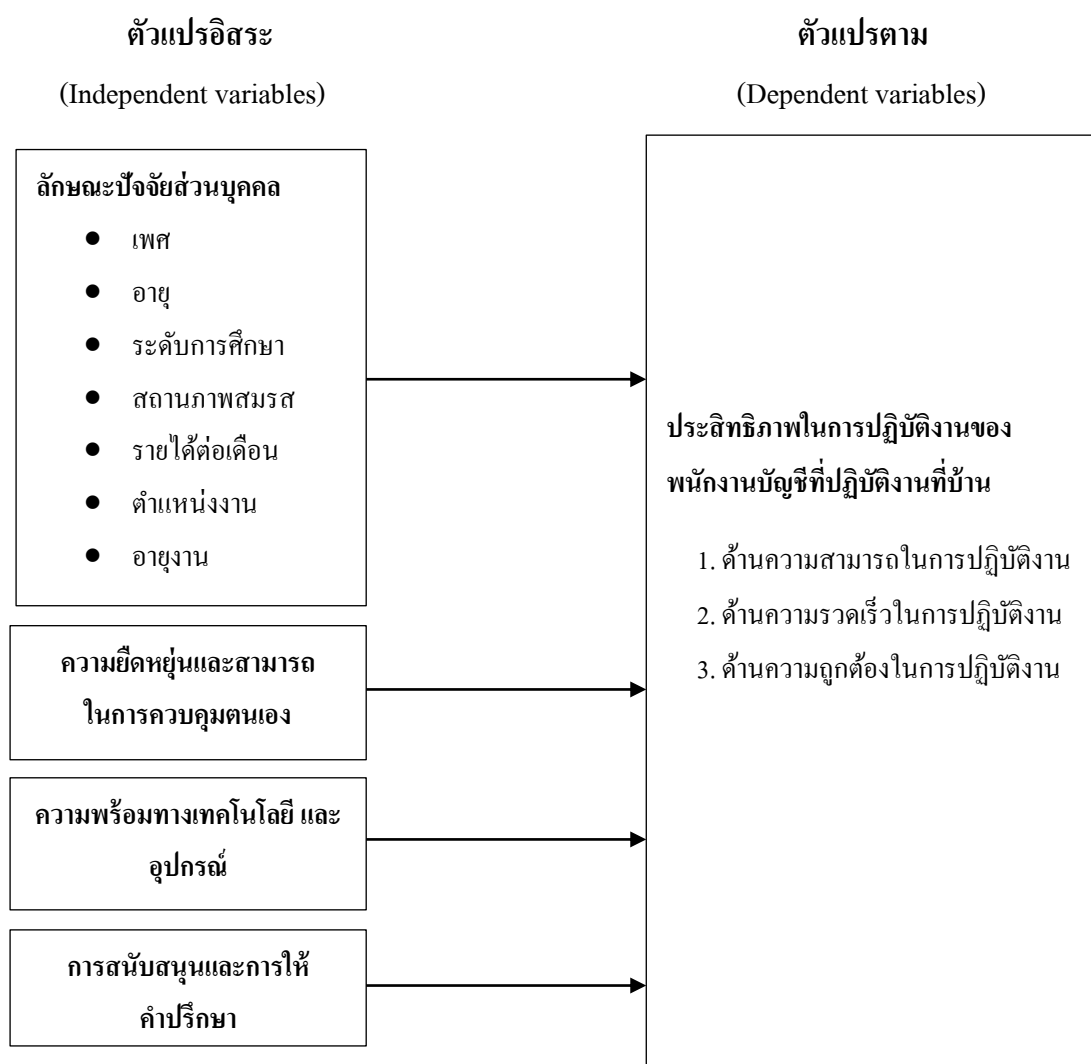 ตัวแปรอิสระ
(Independent variables)
ลักษณะปัจจัยส่วนบุคคล
● เพศ
● อายุ
● ระดับการศึกษา
● สถานภาพสมรส
● รายได้ต่อเดือน
● ตำแหน่งงาน
● อายุงาน
ความยืดหยุ่นและสามารถ
ในการควบคุมตนเอง
ความพร้อมทางเทคโนโลยี และ
อุปกรณ์
การสนับสนุนและการให้
คำปรึกษา
ตัวแปรตาม
(Dependent variables)
ประสิทธิภาพในการปฏิบัติงานของ
พนักงานบัญชีที่ปฏิบัติงานที่บ้าน
1. ด้านความสามารถในการปฏิบัติงาน
2. ด้านความรวดเร็วในการปฏิบัติงาน
3. ด้านความถูกต้องในการปฏิบัติงาน